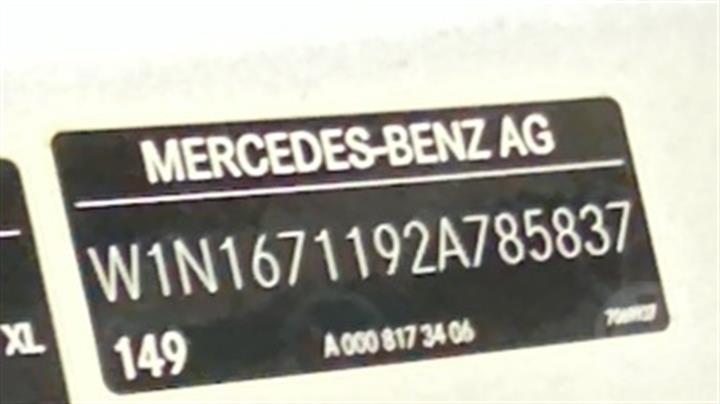 MERCEDES-BENZ AG
W1N1671192A785837
149 A 000 817 34 06
XL